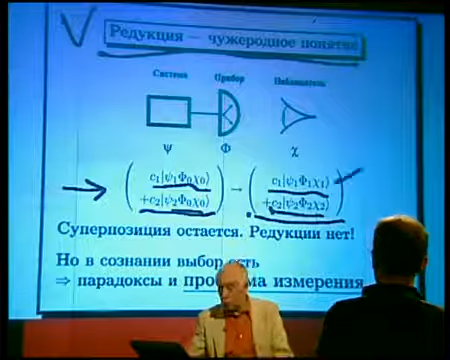 Редукция — чужеродное понятие
Система Прибор Наблюдатель
ψ Φ χ
( c₁|ψ₁Φ₀χ₀⟩ +c₂|ψ₂Φ₀χ₀⟩ ) → ( c₁|ψ₁Φ₁χ₁⟩ +c₂|ψ₂Φ₂χ₂⟩ )
Суперпозиция остается. Редукции нет!
Но в сознании выбор есть
⇒ парадоксы и проблема измерения